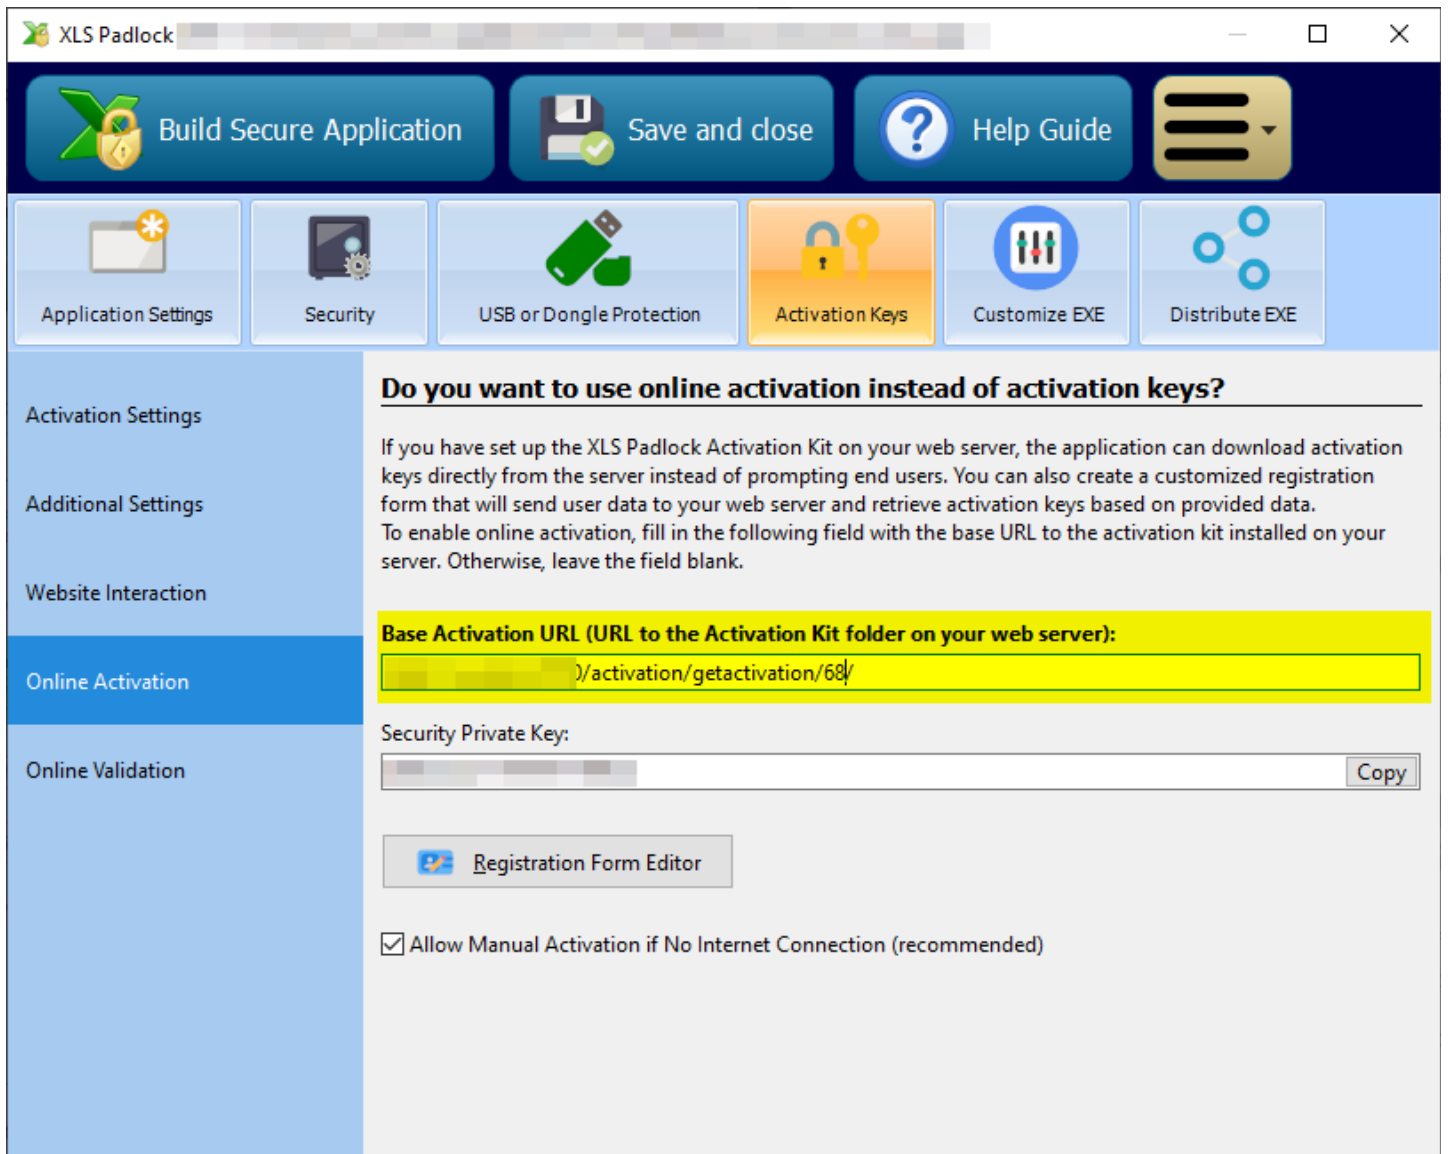 XLS Padlock
Build Secure Application
Save and close
Help Guide
Application Settings
Security
USB or Dongle Protection
Activation Keys
Customize EXE
Distribute EXE
Activation Settings
Additional Settings
Website Interaction
Online Activation
Online Validation
Do you want to use online activation instead of activation keys?
If you have set up the XLS Padlock Activation Kit on your web server, the application can download activation
keys directly from the server instead of prompting end users. You can also create a customized registration
form that will send user data to your web server and retrieve activation keys based on provided data.
To enable online activation, fill in the following field with the base URL to the activation kit installed on your
server. Otherwise, leave the field blank.
Base Activation URL (URL to the Activation Kit folder on your web server):
/activation/getactivation/68/
Security Private Key:
Copy
Registration Form Editor
Allow Manual Activation if No Internet Connection (recommended)